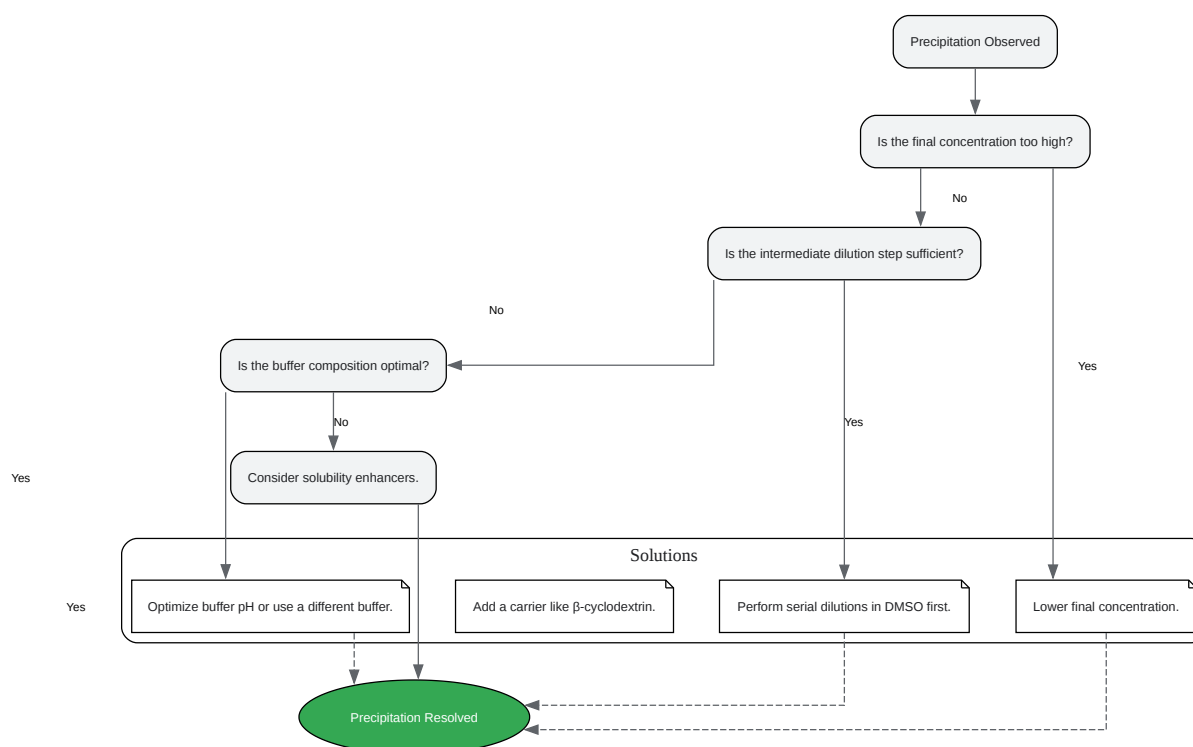 Precipitation Observed
Is the final concentration too high?
No
Is the intermediate dilution step sufficient?
No
Is the buffer composition optimal?
Yes
No
Yes
Consider solubility enhancers.
Yes
Solutions
Optimize buffer pH or use a different buffer.
Add a carrier like β-cyclodextrin.
Perform serial dilutions in DMSO first.
Lower final concentration.
Yes
Precipitation Resolved